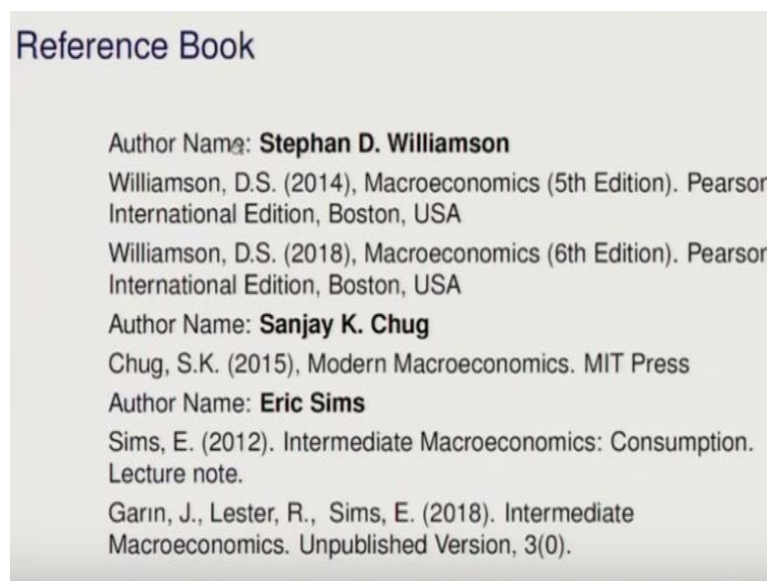 Reference Book
Author Name: Stephan D. Williamson
Williamson, D.S. (2014), Macroeconomics (5th Edition). Pearson
International Edition, Boston, USA
Williamson, D.S. (2018), Macroeconomics (6th Edition). Pearson
International Edition, Boston, USA
Author Name: Sanjay K. Chug
Chug, S.K. (2015), Modern Macroeconomics. MIT Press
Author Name: Eric Sims
Sims, E. (2012). Intermediate Macroeconomics: Consumption.
Lecture note.
Garın, J., Lester, R., Sims, E. (2018). Intermediate
Macroeconomics. Unpublished Version, 3(0).